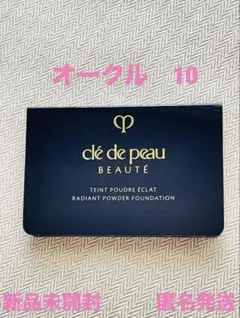 オークル 10
clé de peau
BEAUTÉ
TEINT POUDRE ÉCLAT
RADIANT POWDER FOUNDATION
新品未開封 匿名発送